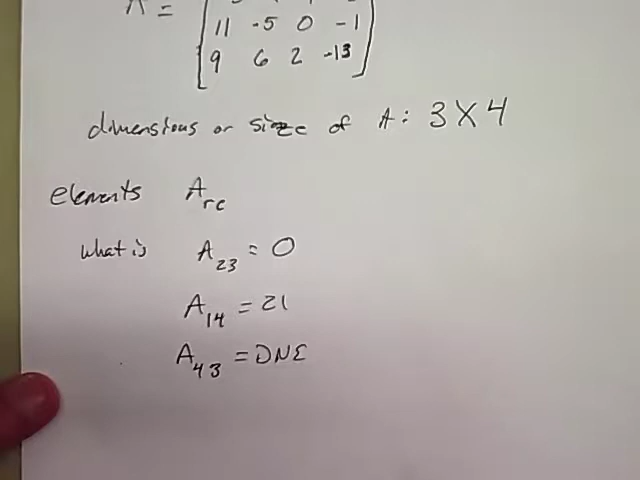 A =
11 -5 0 -1
9 6 2 -13
dimensions or size of A: 3 X 4
elements A_rc
what is A_23 = 0
A_14 = 21
A_43 = DNE